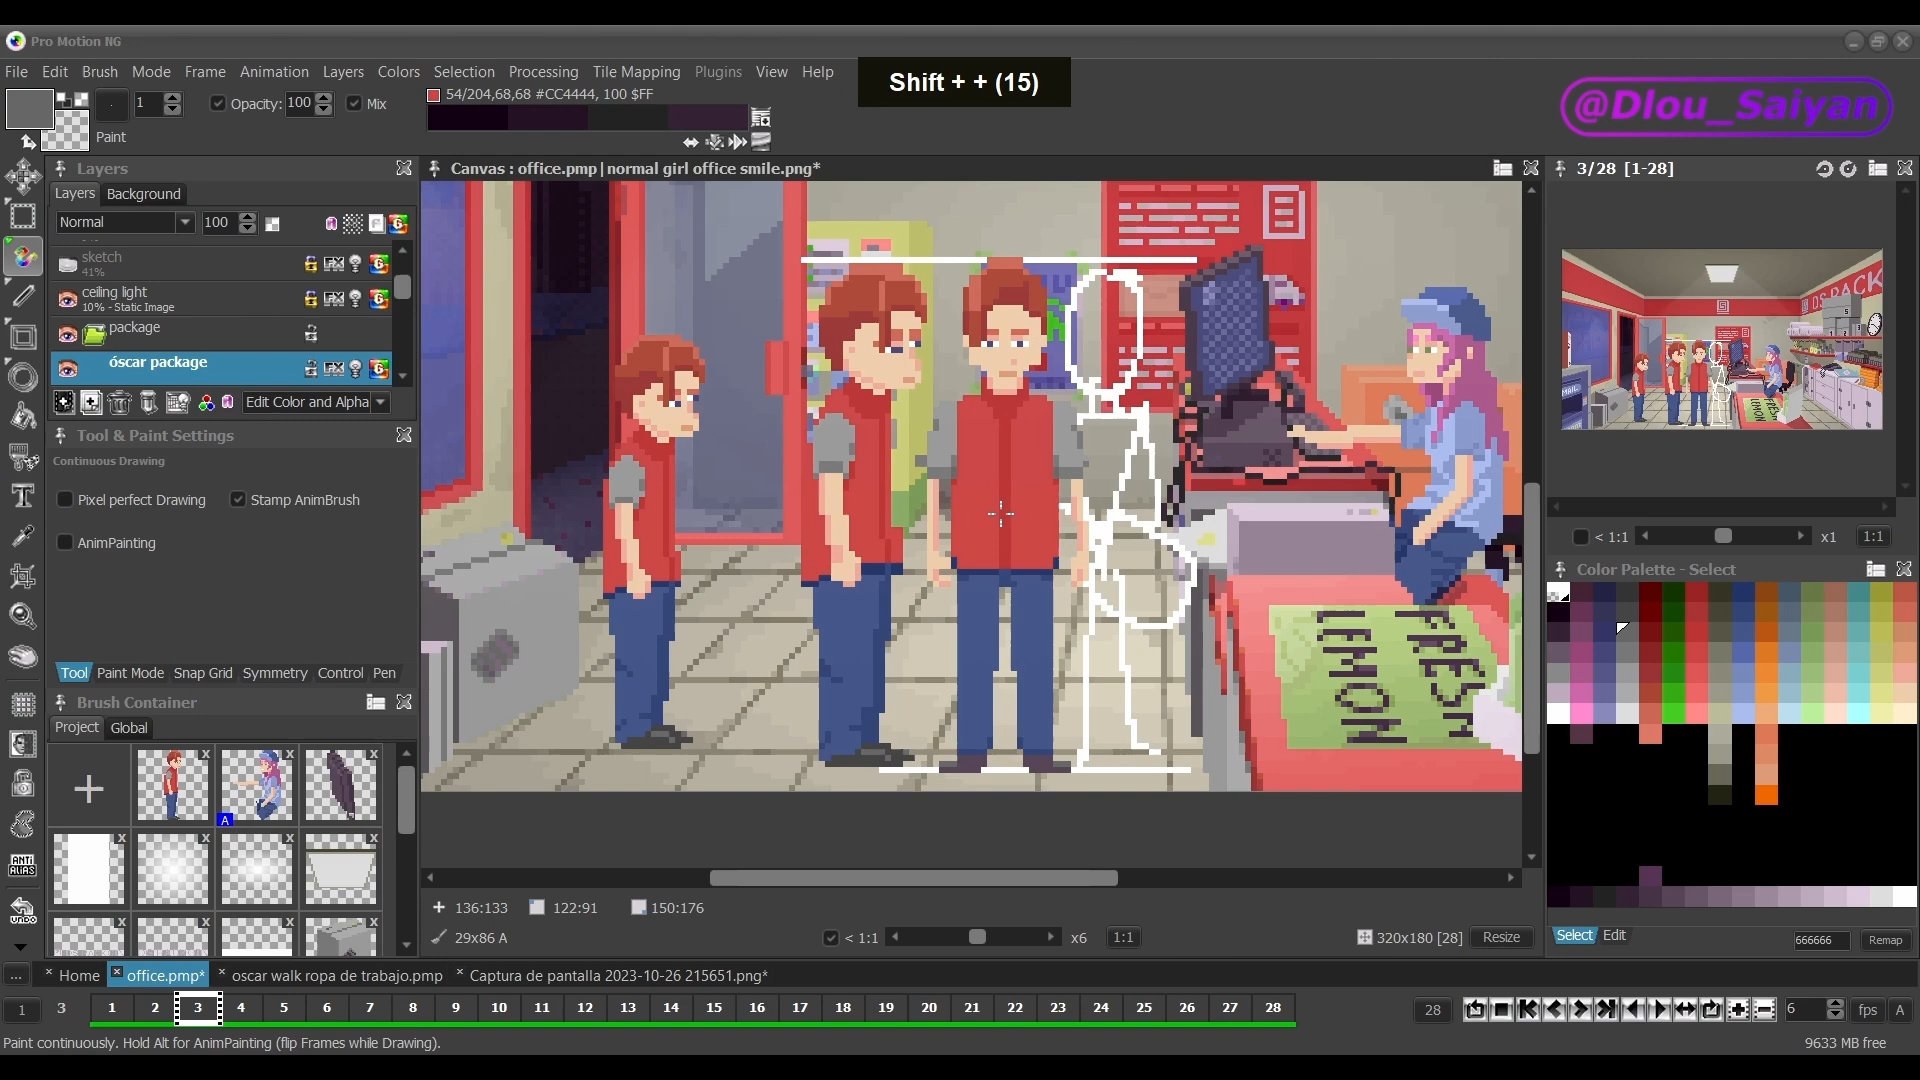 Pro Motion NG
File Edit Brush Mode Frame Animation Layers Colors Selection Processing Tile Mapping Plugins View Help
Shift + + (15)
@Dlou_Saiyan
1 Opacity: 100 Mix
54/204,68,68 #CC4444, 100 $FF
Paint
Layers
Canvas : office.pmp|normal girl office smile.png*
3/28 [1-28]
Layers Background
Normal 100
sketch
41%
ceiling light
10% - Static Image
package
óscar package
Edit Color and Alpha
Tool & Paint Settings
Continuous Drawing
Pixel perfect Drawing Stamp AnimBrush
AnimPainting
Tool Paint Mode Snap Grid Symmetry Control Pen
Brush Container
Project Global
A
FRESH
LEMON
PACK
< 1:1 x1 1:1
Color Palette - Select
Select Edit 666666 Remap
ANTI
ALIAS
UNDO
136:133 122:91 150:176
29x86 A < 1:1 x6 1:1 320x180 [28] Resize
... Home office.pmp* oscar walk ropa de trabajo.pmp Captura de pantalla 2023-10-26 215651.png*
1 3 1 2 3 4 5 6 7 8 9 10 11 12 13 14 15 16 17 18 19 20 21 22 23 24 25 26 27 28 28 6 fps A
Paint continuously. Hold Alt for AnimPainting (flip Frames while Drawing).
9633 MB free